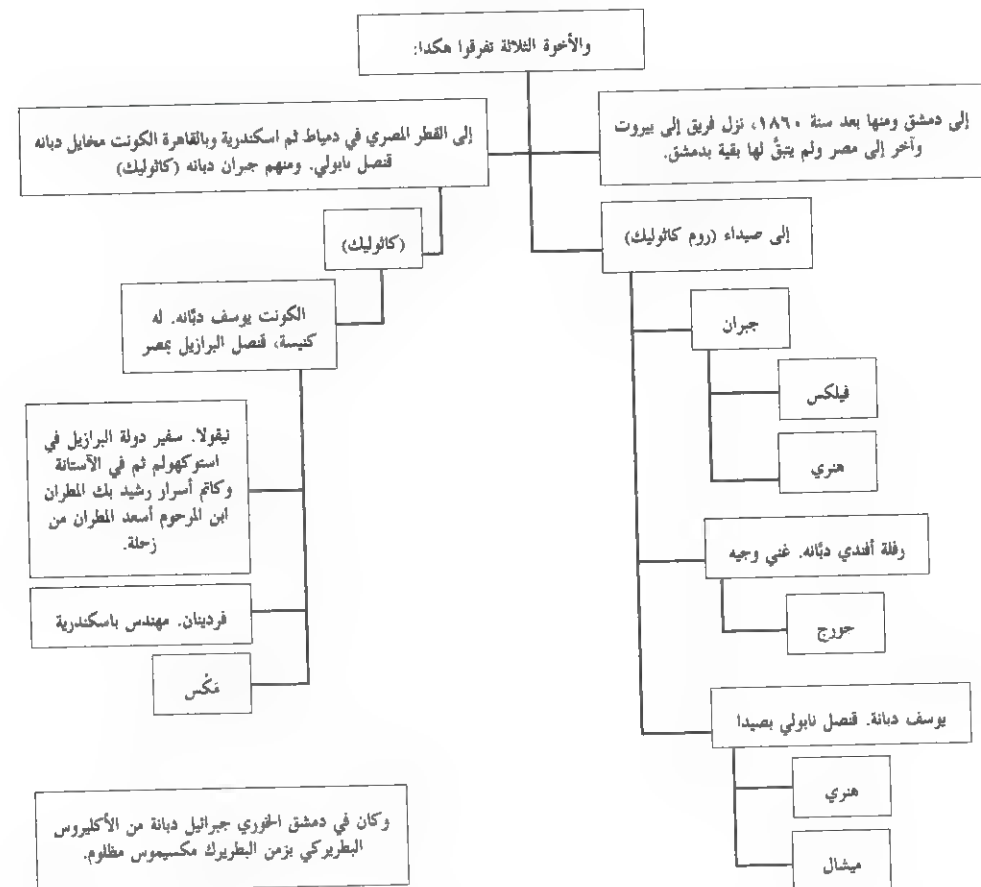 والأخوة الثلاثة تفرقوا هكدا:
إلى دمشق ومنها بعد سنة ١٨٦٠، نزل فريق إلى بيروت
وآخر إلى مصر ولم يتبقَّ لها بقية بدمشق.
إلى القطر المصري في دمياط ثم اسكندرية وبالقاهرة الكونت مخايل دبانه
قنصل نابولي. ومنهم جبران دبانه (كاثوليك)
إلى صيداء (روم كاثوليك)
جبران
فيلكس
هنري
رفلة أفندي دبّانه. غني وجيه
جورج
يوسف دبانة. قنصل نابولي بصيدا
هنري
ميشال
(كاثوليك)
الكونت يوسف دبّانه. له
كنيسة، قنصل البرازيل بمصر
نيقولا. سفير دولة البرازيل في
استوكهولم ثم في الآستانة
وكاتم أسرار رشيد بك المطران
ابن المرحوم أسعد المطران من
زحلة.
فردينان. مهندس باسكندرية
مَكْس
وكان في دمشق الخوري جبرائيل دبانة من الأكليروس
البطريركي بزمن البطريرك مكسيموس مظلوم.